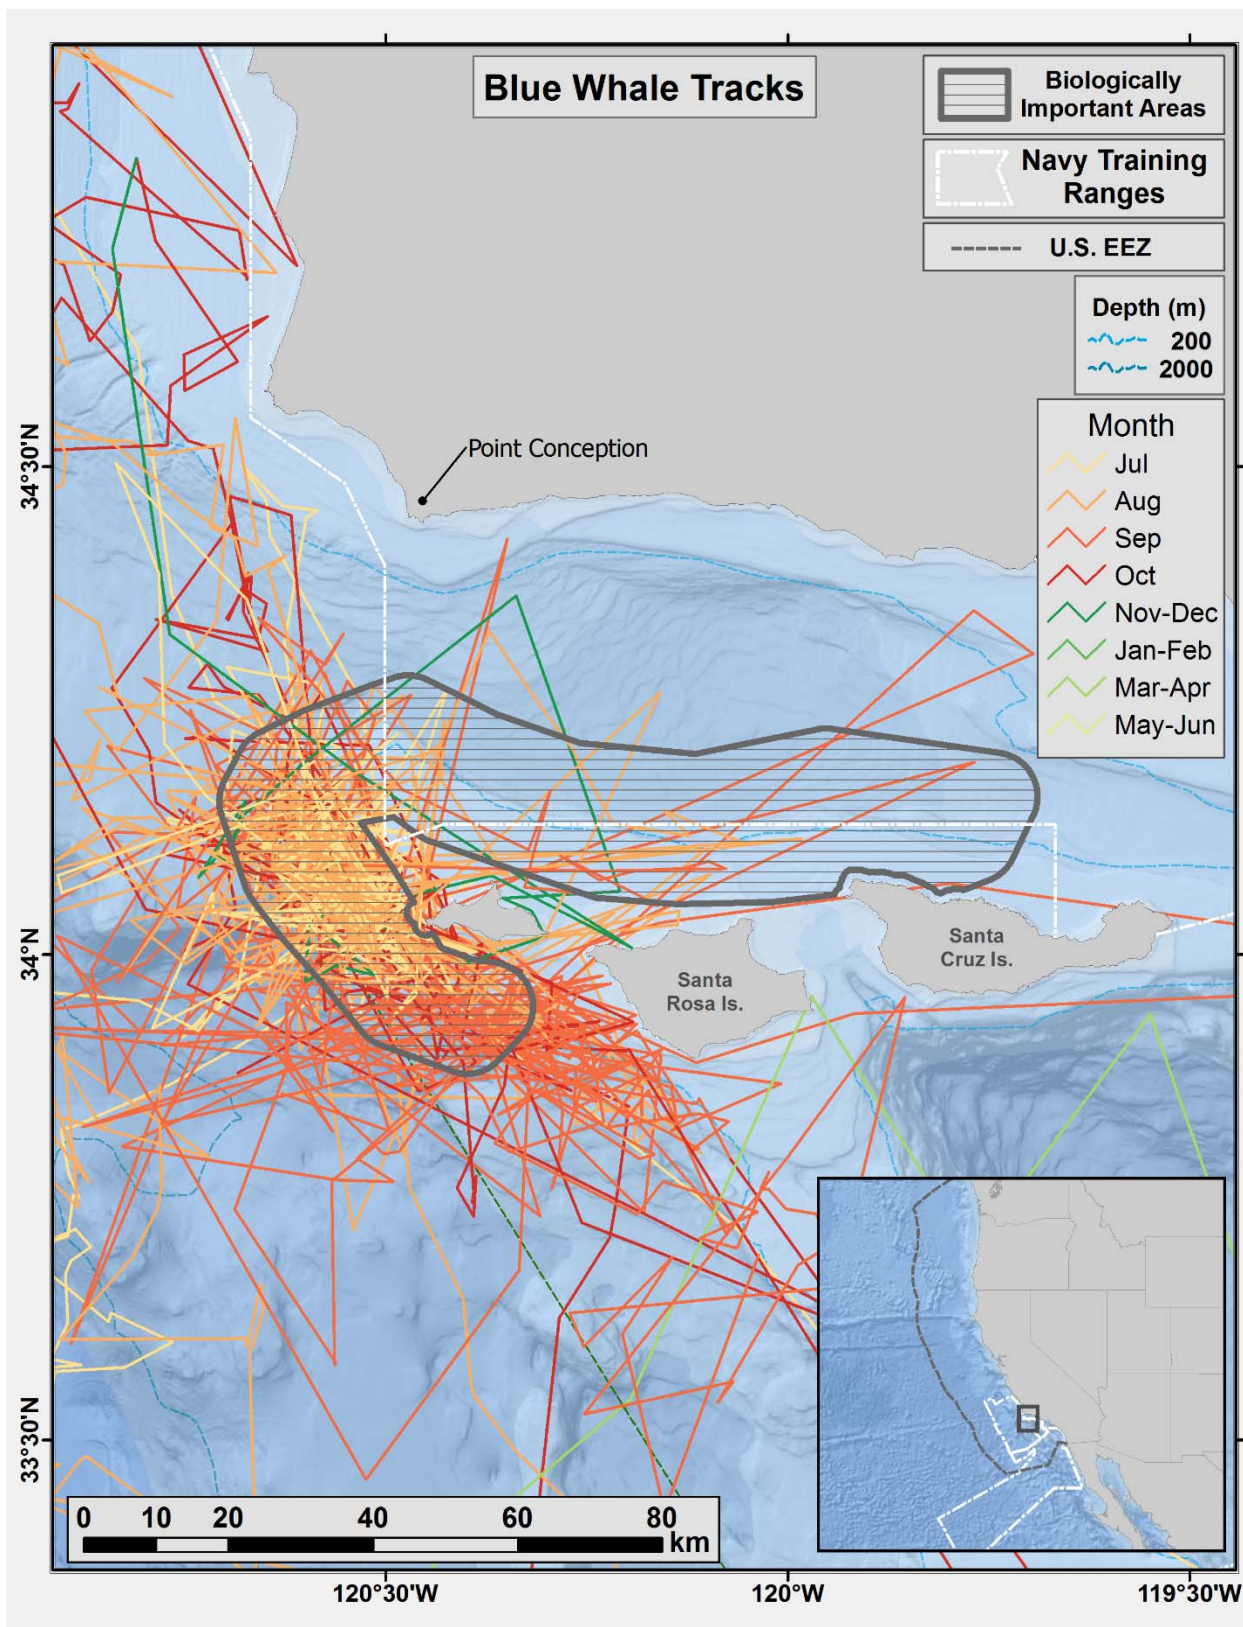 Blue Whale Tracks
Biologically
Important Areas
Navy Training
Ranges
U.S. EEZ
Depth (m)
200
2000
Month
Jul
Aug
Sep
Oct
Nov-Dec
Jan-Feb
Mar-Apr
May-Jun
Point Conception
34°30'N
34°N
33°30'N
Santa
Cruz Is.
Santa
Rosa Is.
0 10 20 40 60 80
km
120°30'W 120°W 119°30'W